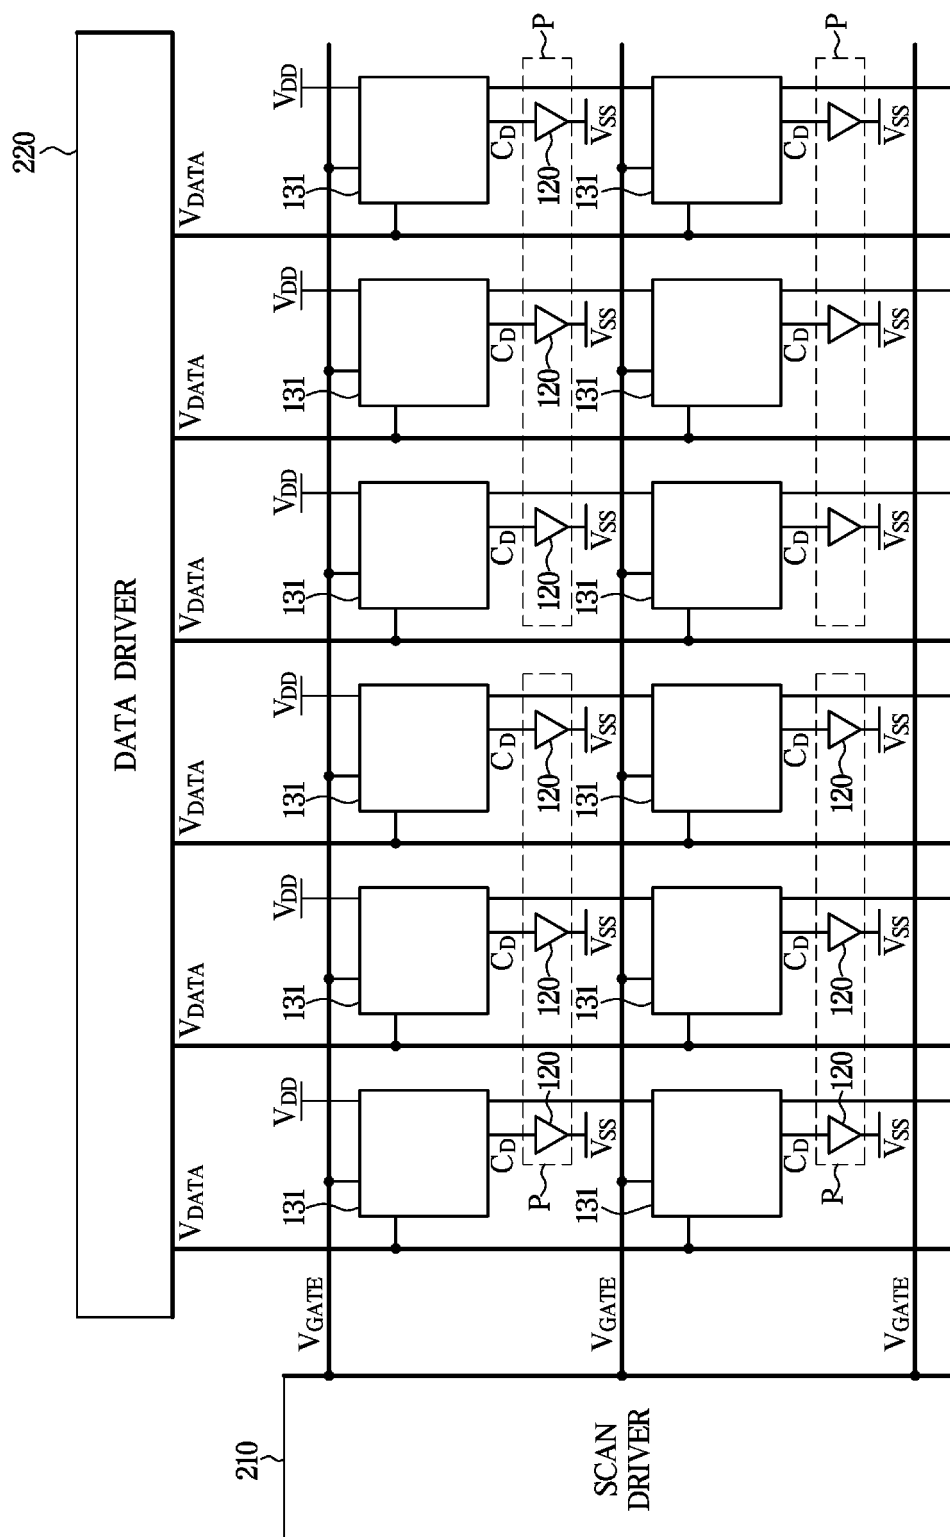 220
DATA DRIVER
VDATA VDATA VDATA VDATA VDATA VDATA
210
VDD VDD VDD VDD VDD VDD
131 131 131 131 131 131
VGATE
CD CD CD CD CD CD
P 120 120 120 120 120 120 P
131 131 131 131 131 131
VSS VSS VSS VSS VSS VSS
VGATE
SCAN
DRIVER
CD CD CD CD CD CD
R 120 120 120 P
VSS VSS VSS VSS VSS VSS
VGATE